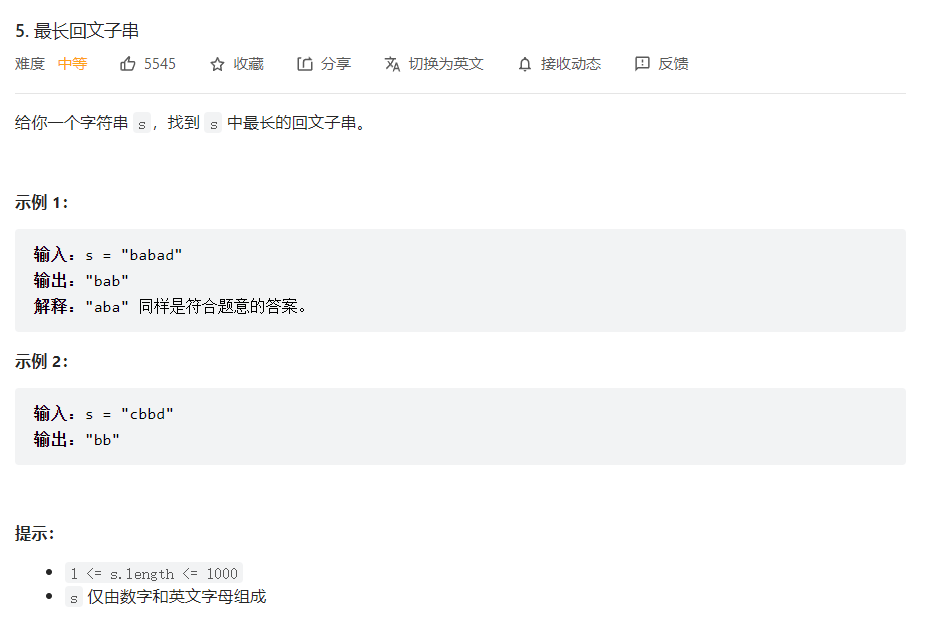 5. 最长回文子串
难度 中等 5545 收藏 分享 切换为英文 接收动态 反馈
给你一个字符串 s，找到 s 中最长的回文子串。
示例 1：
输入：s = "babad"
输出："bab"
解释："aba" 同样是符合题意的答案。
示例 2：
输入：s = "cbbd"
输出："bb"
提示：
1 <= s.length <= 1000
s 仅由数字和英文字母组成